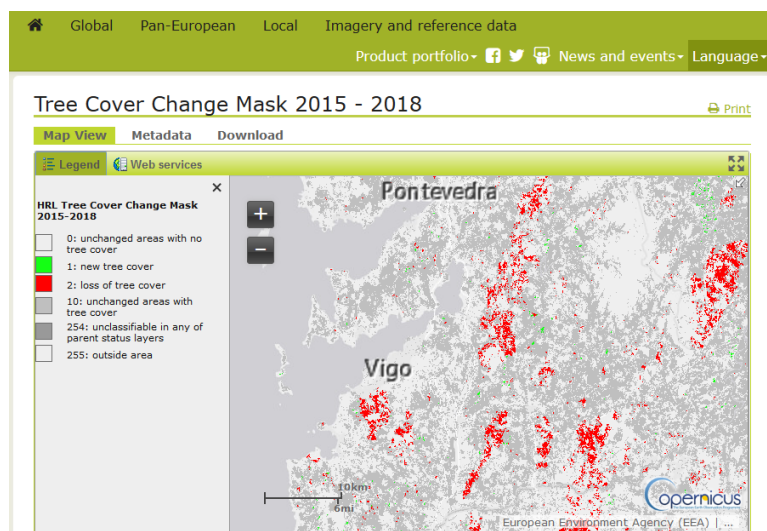 Global Pan-European Local Imagery and reference data
Product portfolio News and events Language
Tree Cover Change Mask 2015 - 2018
Print
Map View Metadata Download
Legend Web services
HRL Tree Cover Change Mask
2015-2018
0: unchanged areas with no
tree cover
1: new tree cover
2: loss of tree cover
10: unchanged areas with
tree cover
254: unclassifiable in any of
parent status layers
255: outside area
+
−
Pontevedra
Vigo
10km
6mi
opernicus
European Environment Agency (EEA) | ...